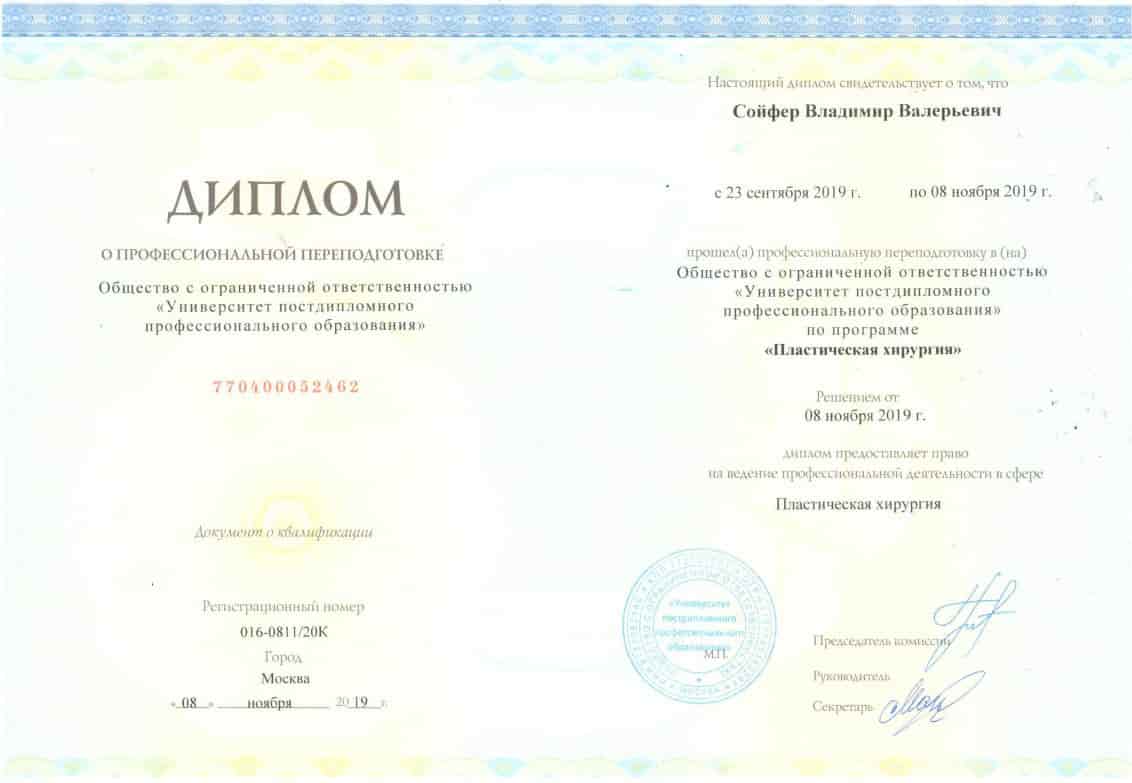 ДИПЛОМ
О ПРОФЕССИОНАЛЬНОЙ ПЕРЕПОДГОТОВКЕ
Общество с ограниченной ответственностью
«Университет постдипломного
профессионального образования»
770400052462
Документ о квалификации
Регистрационный номер
016-0811/20К
Город
Москва
« 08 » ноября 20 19 г.
Настоящий диплом свидетельствует о том, что
Сойфер Владимир Валерьевич
с 23 сентября 2019 г. по 08 ноября 2019 г.
прошел(а) профессиональную переподготовку в (на)
Общество с ограниченной ответственностью
«Университет постдипломного
профессионального образования»
по программе
«Пластическая хирургия»
Решением от
08 ноября 2019 г.
диплом предоставляет право
на ведение профессиональной деятельности в сфере
Пластическая хирургия
«Университет
постдипломного
профессионального
образования»
М.П.
Председатель комиссии
Руководитель
Секретарь